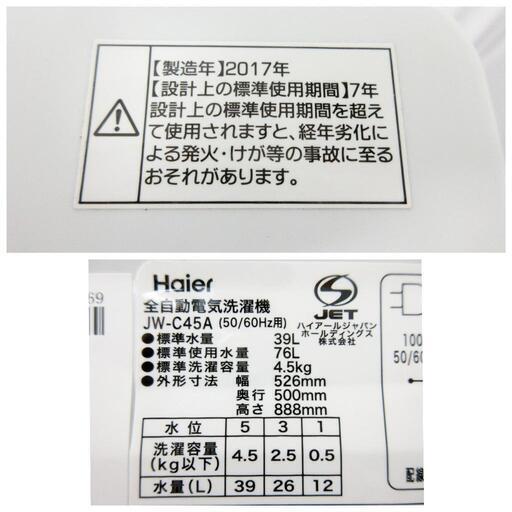 【製造年】2017年
【設計上の標準使用期間】7年
設計上の標準使用期間を超え
て使用されますと、経年劣化に
よる発火・けが等の事故に至る
おそれがあります。
69
Haier
全自動電気洗濯機
JW-C45A (50/60Hz用)
JET
ハイアールジャパン
ホールディングス
株式会社
●標準水量 39L
●標準使用水量 76L
●標準洗濯容量 4.5kg
●外形寸法 幅 526mm
奥行 500mm
高さ 888mm
水位 5 3 1
洗濯容量
(kg以下) 4.5 2.5 0.5
水量(L) 39 26 12
100
50/60
配線